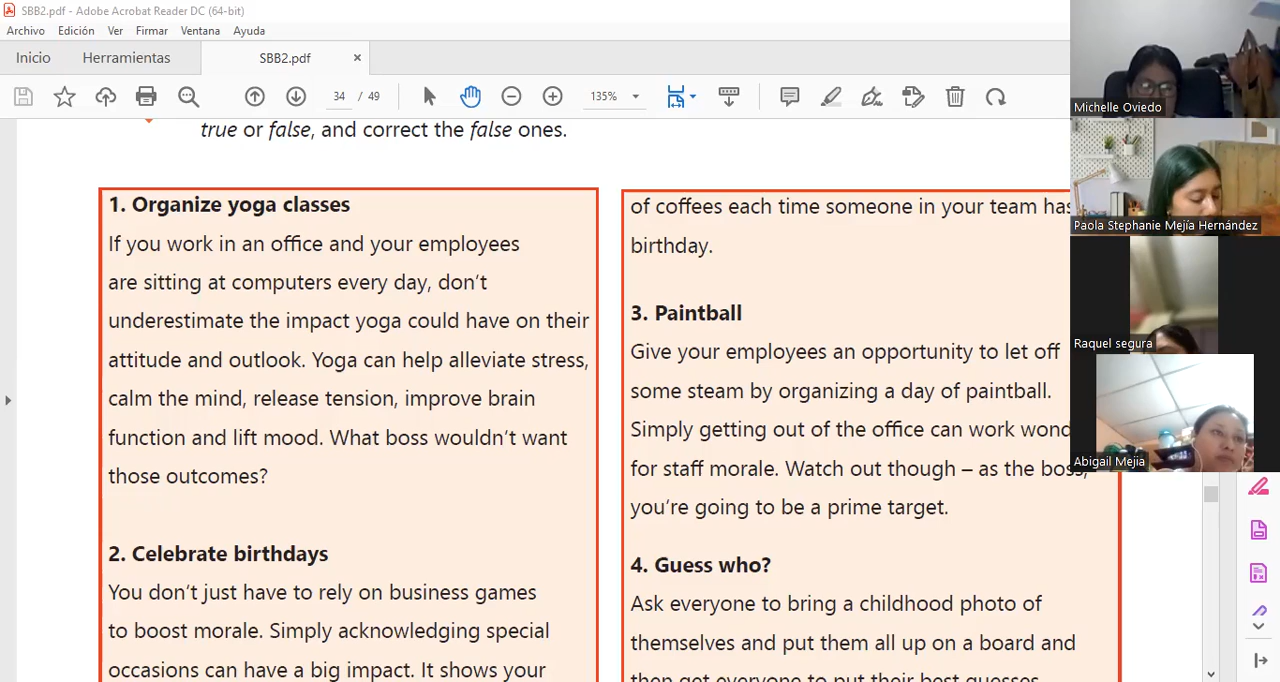 SBB2.pdf - Adobe Acrobat Reader DC (64-bit)
Archivo Edición Ver Firmar Ventana Ayuda
Inicio Herramientas SBB2.pdf ×
34 / 49 135%
true or false, and correct the false ones.
1. Organize yoga classes
If you work in an office and your employees
are sitting at computers every day, don't
underestimate the impact yoga could have on their
attitude and outlook. Yoga can help alleviate stress,
calm the mind, release tension, improve brain
function and lift mood. What boss wouldn't want
those outcomes?
2. Celebrate birthdays
You don't just have to rely on business games
to boost morale. Simply acknowledging special
occasions can have a big impact. It shows your
of coffees each time someone in your team has
birthday.
3. Paintball
Give your employees an opportunity to let off
some steam by organizing a day of paintball.
Simply getting out of the office can work wond
for staff morale. Watch out though – as the boss,
you're going to be a prime target.
4. Guess who?
Ask everyone to bring a childhood photo of
themselves and put them all up on a board and
then get everyone to put their best guesses
Michelle Oviedo
Paola Stephanie Mejía Hernández
Raquel segura
Abigail Mejia